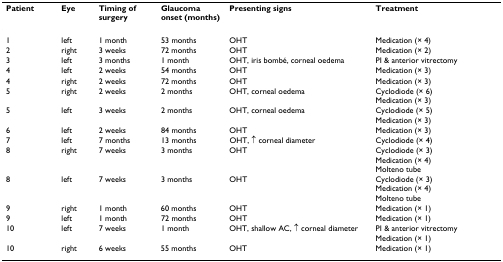 Patient Eye Timing of surgery Glaucoma onset (months) Presenting signs Treatment
1 left 1 month 53 months OHT Medication (× 4)
2 right 3 weeks 72 months OHT Medication (× 2)
3 left 3 months 1 month OHT, iris bombé, corneal oedema PI & anterior vitrectomy
4 left 2 weeks 54 months OHT Medication (× 3)
4 right 2 weeks 72 months OHT Medication (× 3)
5 right 2 weeks 2 months OHT, corneal oedema Cyclodiode (× 6)
Medication (× 3)
5 left 3 weeks 2 months OHT, corneal oedema Cyclodiode (× 5)
Medication (× 3)
6 left 2 weeks 84 months OHT Medication (× 3)
7 left 7 months 13 months OHT, ↑ corneal diameter Cyclodiode (× 4)
8 right 7 weeks 3 months OHT Cyclodiode (× 3)
Medication (× 4)
Molteno tube
8 left 7 weeks 3 months OHT Cyclodiode (× 3)
Medication (× 4)
Molteno tube
9 right 1 month 60 months OHT Medication (× 1)
9 left 1 month 72 months OHT Medication (× 1)
10 left 7 weeks 1 month OHT, shallow AC, ↑ corneal diameter PI & anterior vitrectomy
Medication (× 1)
10 right 6 weeks 55 months OHT Medication (× 1)